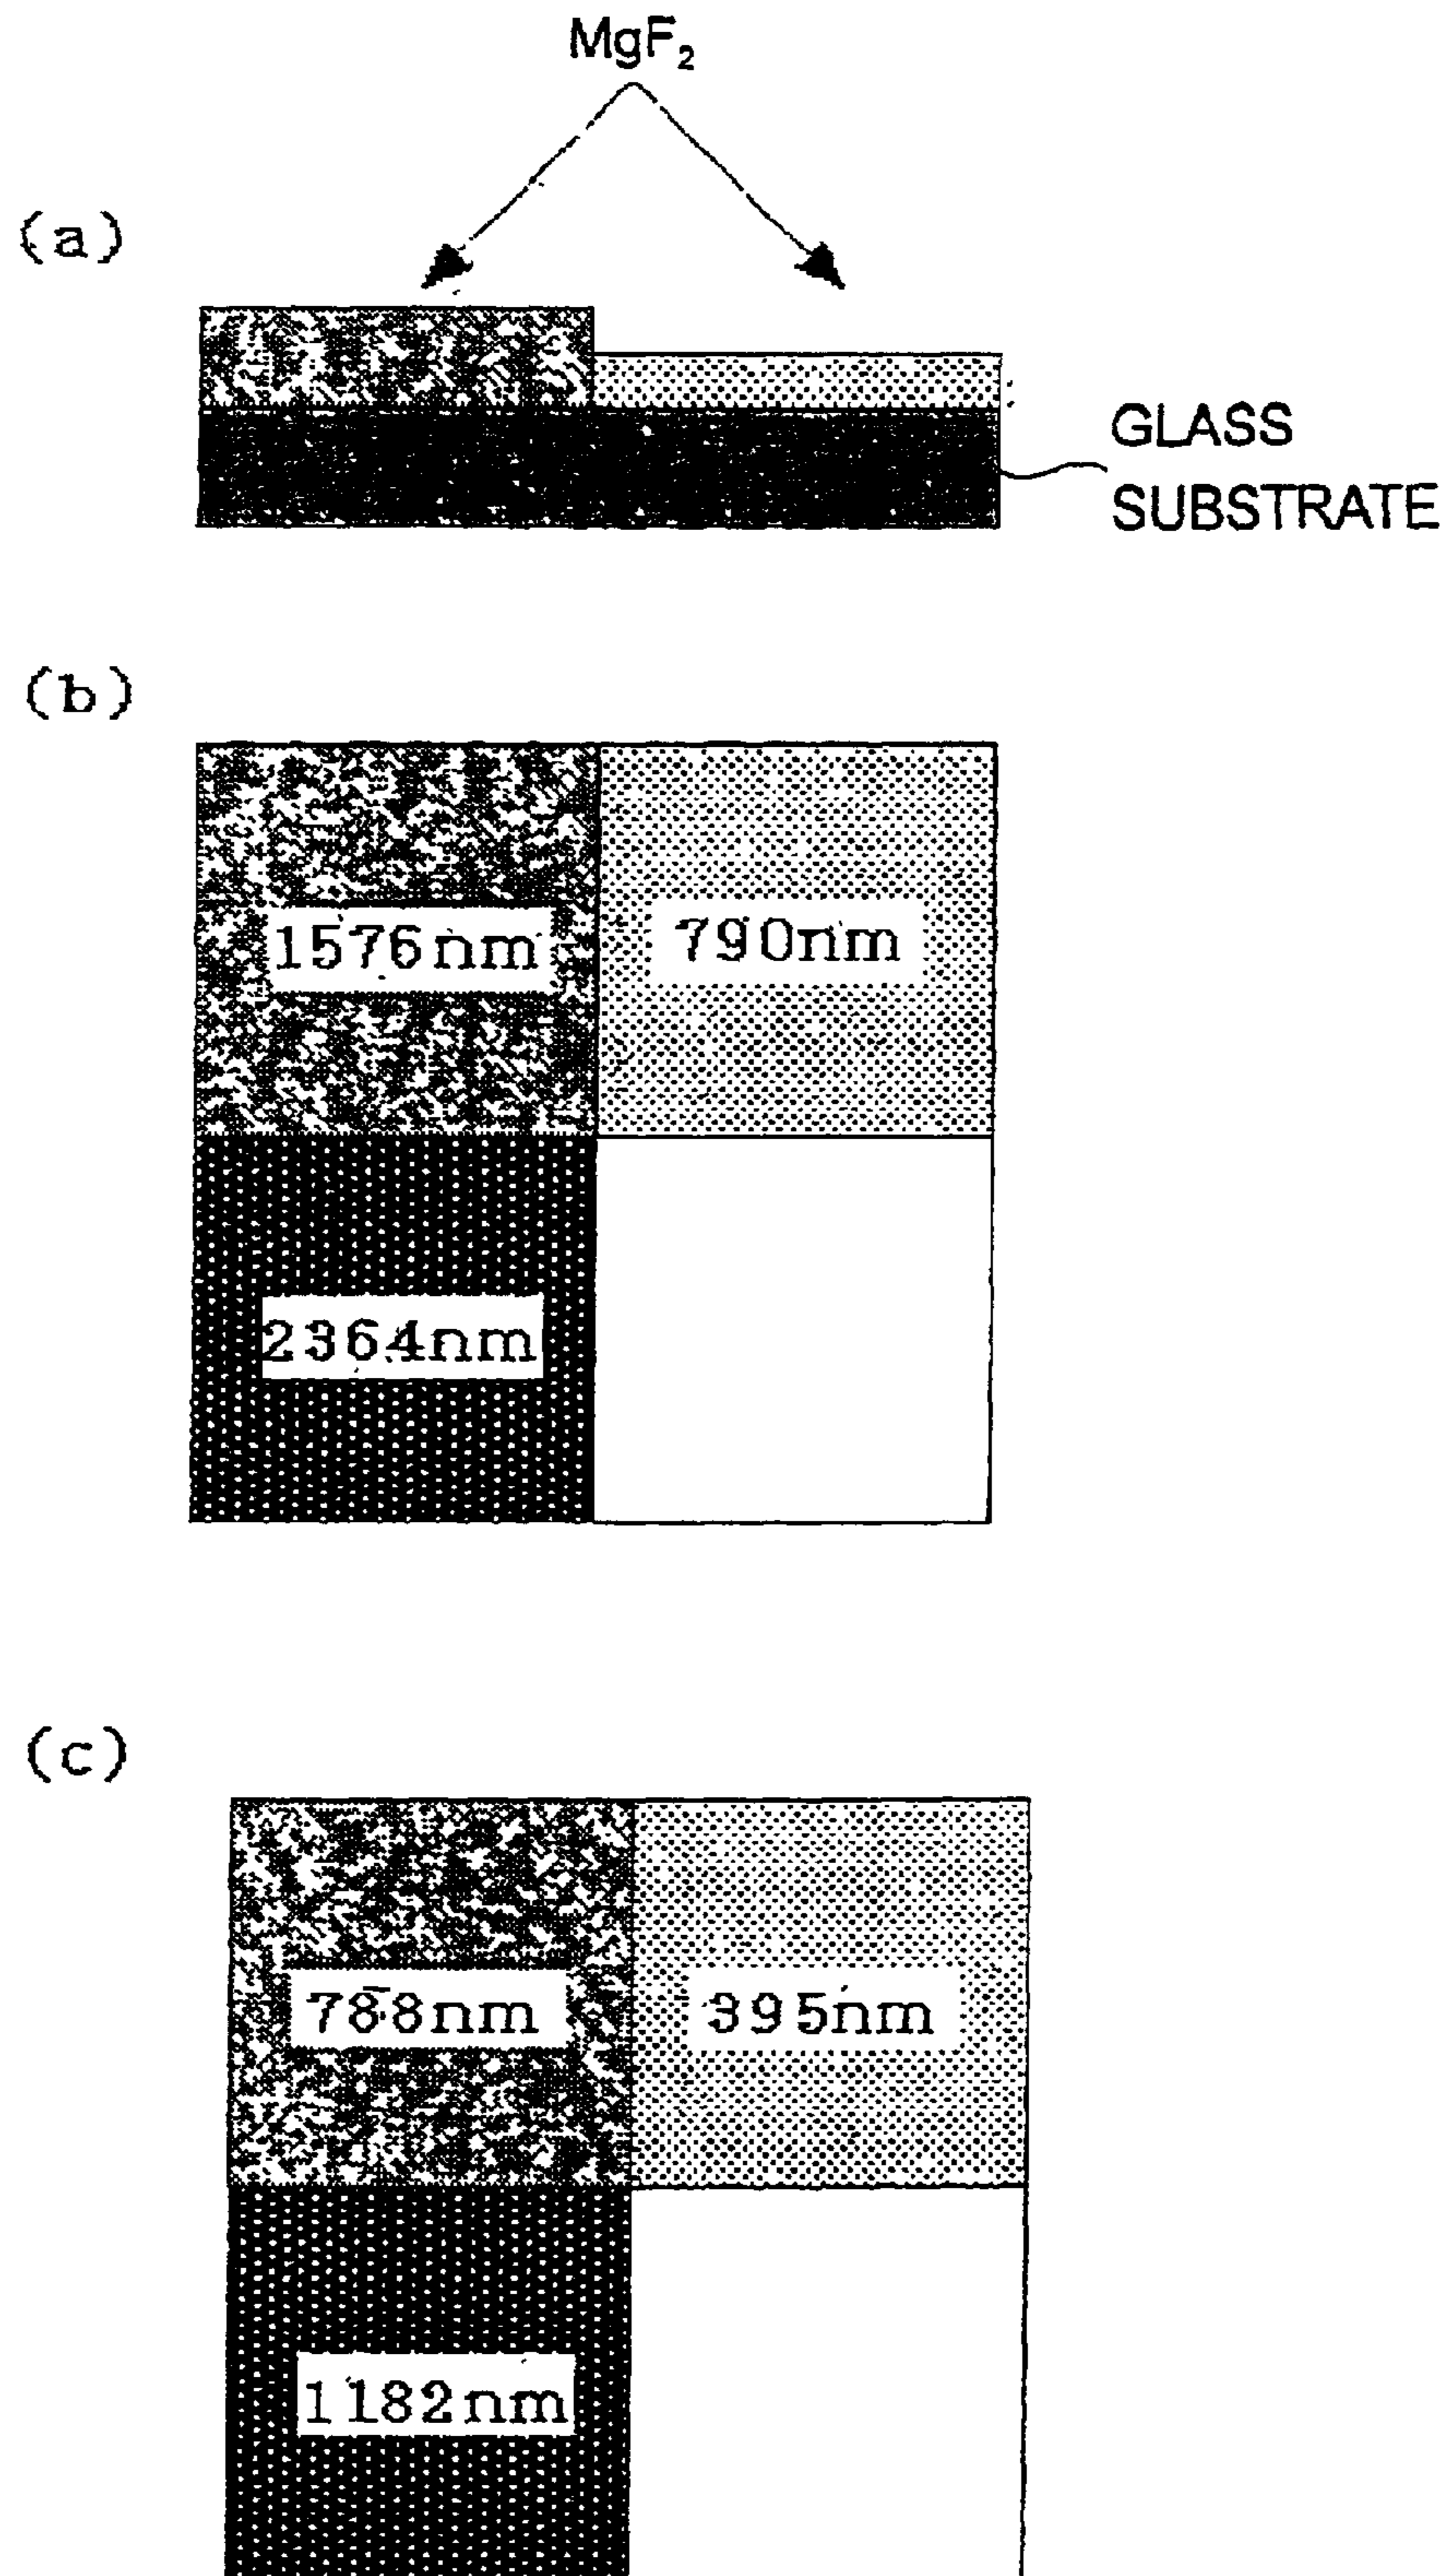 MgF₂
(a)
GLASS
SUBSTRATE
(b)
1576nm
790nm
2364nm
(c)
788nm
395nm
1182nm